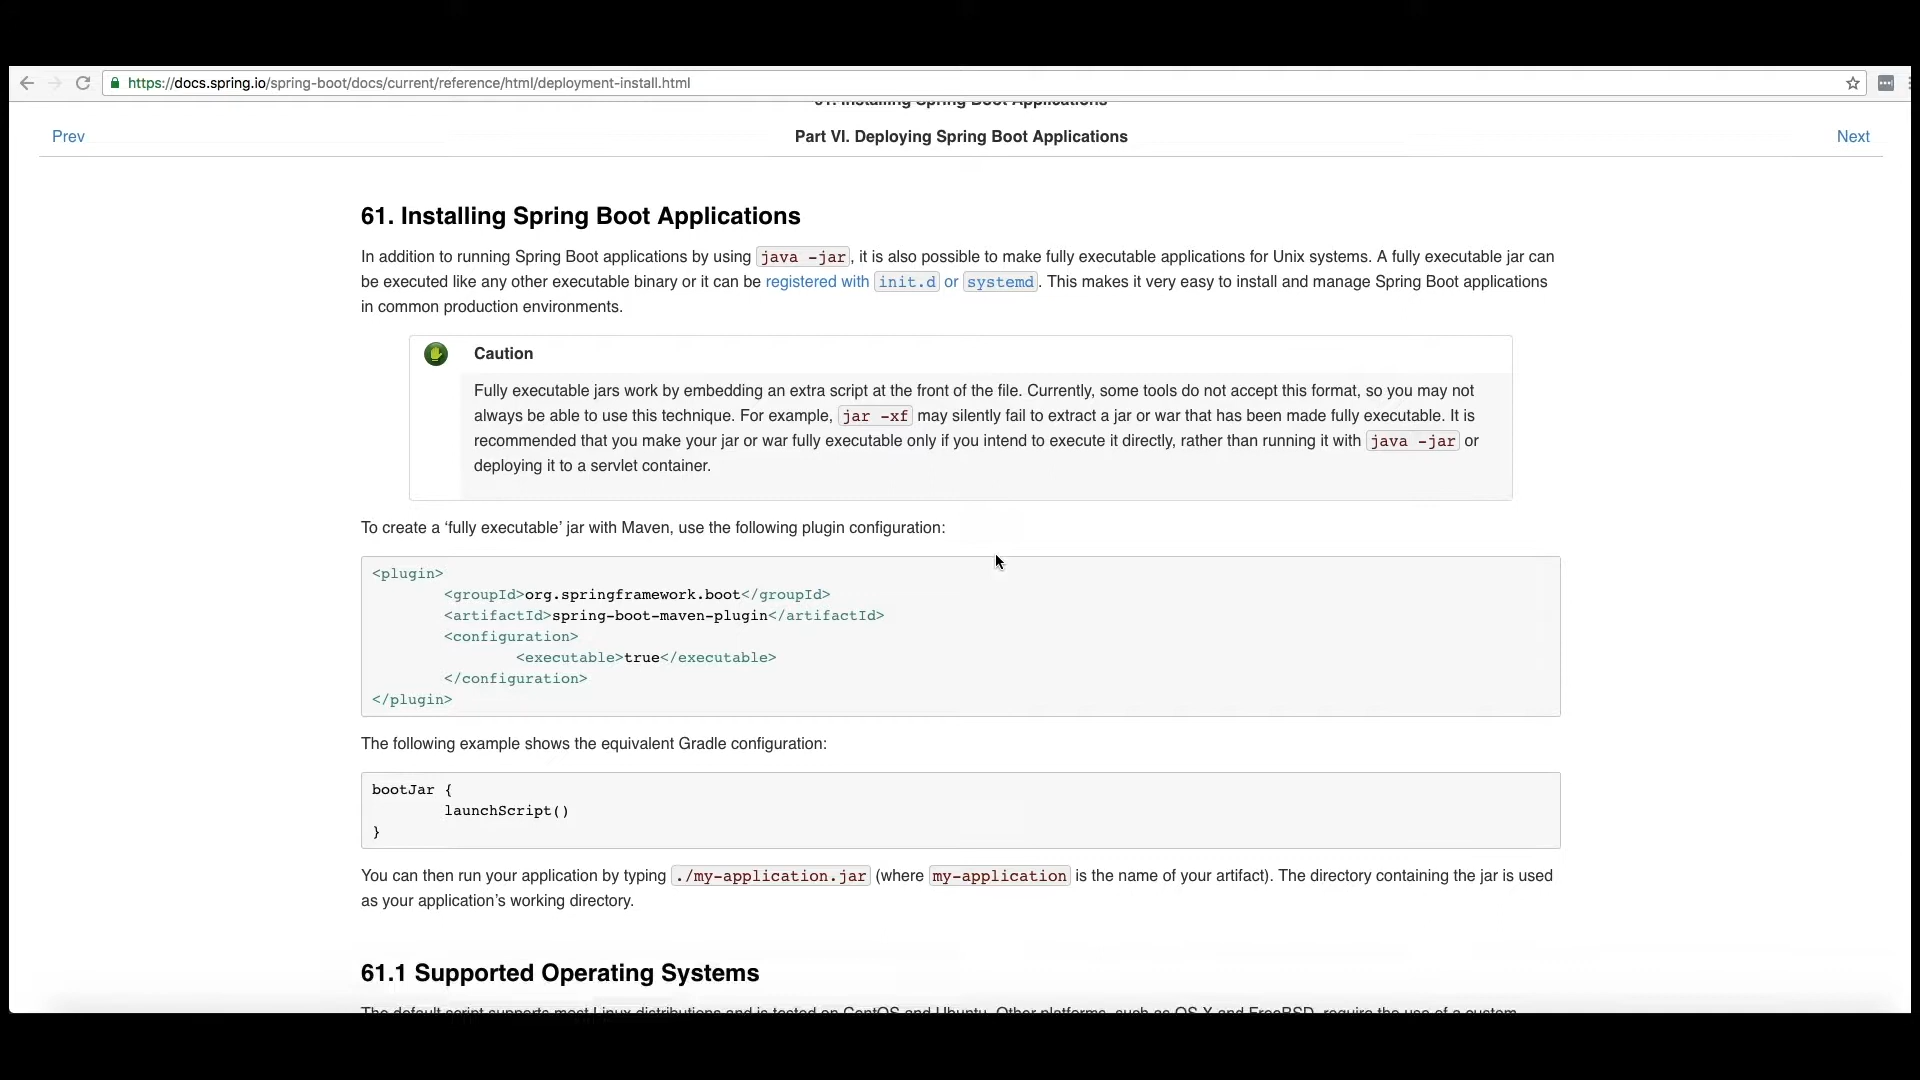 https://docs.spring.io/spring-boot/docs/current/reference/html/deployment-install.html
61. Installing Spring Boot Applications
Prev
Part VI. Deploying Spring Boot Applications
Next
61. Installing Spring Boot Applications
In addition to running Spring Boot applications by using java -jar, it is also possible to make fully executable applications for Unix systems. A fully executable jar can
be executed like any other executable binary or it can be registered with init.d or systemd. This makes it very easy to install and manage Spring Boot applications
in common production environments.
Caution
Fully executable jars work by embedding an extra script at the front of the file. Currently, some tools do not accept this format, so you may not
always be able to use this technique. For example, jar -xf may silently fail to extract a jar or war that has been made fully executable. It is
recommended that you make your jar or war fully executable only if you intend to execute it directly, rather than running it with java -jar or
deploying it to a servlet container.
To create a ‘fully executable’ jar with Maven, use the following plugin configuration:
<plugin>
<groupId>org.springframework.boot</groupId>
<artifactId>spring-boot-maven-plugin</artifactId>
<configuration>
<executable>true</executable>
</configuration>
</plugin>
The following example shows the equivalent Gradle configuration:
bootJar {
launchScript()
}
You can then run your application by typing ./my-application.jar (where my-application is the name of your artifact). The directory containing the jar is used
as your application’s working directory.
61.1 Supported Operating Systems
The default script supports most Linux distributions and is tested on CentOS and Ubuntu. Other platforms, such as OS X and FreeBSD, require the use of a custom